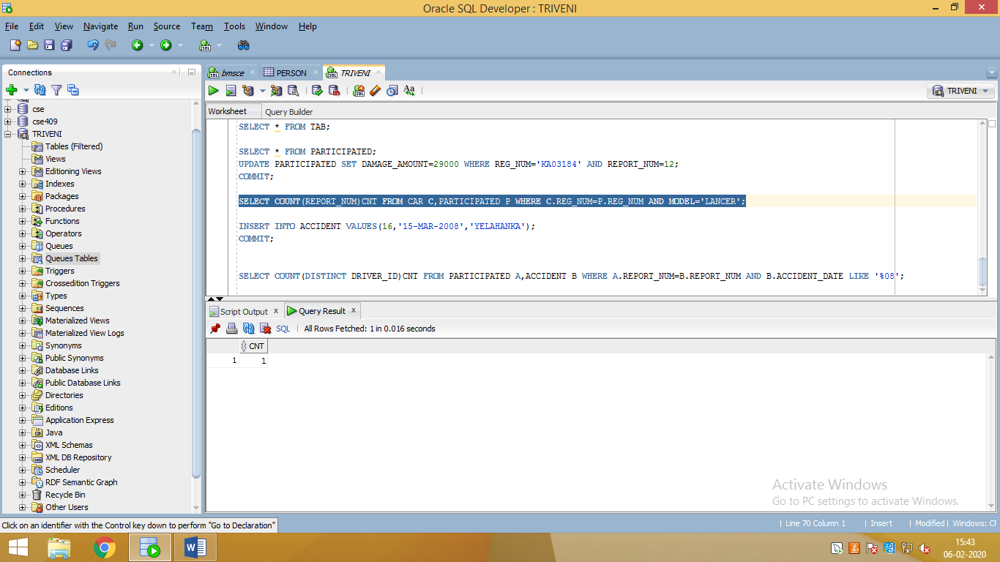 Oracle SQL Developer : TRIVENI
File Edit View Navigate Run Source Team Tools Window Help
Connections
cse
cse409
TRIVENI
Tables (Filtered)
Views
Editioning Views
Indexes
Packages
Procedures
Functions
Operators
Queues
Queues Tables
Triggers
Crossedition Triggers
Types
Sequences
Materialized Views
Materialized View Logs
Synonyms
Public Synonyms
Database Links
Public Database Links
Directories
Editions
Application Express
Java
XML Schemas
XML DB Repository
Scheduler
RDF Semantic Graph
Recycle Bin
Other Users
bmsce PERSON TRIVENI
TRIVENI
Worksheet Query Builder
SELECT * FROM TAB;
SELECT * FROM PARTICIPATED;
UPDATE PARTICIPATED SET DAMAGE_AMOUNT=29000 WHERE REG_NUM='KA03184' AND REPORT_NUM=12;
COMMIT;
SELECT COUNT(REPORT_NUM)CNT FROM CAR C,PARTICIPATED P WHERE C.REG_NUM=P.REG_NUM AND MODEL='LANCER';
INSERT INTO ACCIDENT VALUES(16,'15-MAR-2008','YELAHANKA');
COMMIT;
SELECT COUNT(DISTINCT DRIVER_ID)CNT FROM PARTICIPATED A,ACCIDENT B WHERE A.REPORT_NUM=B.REPORT_NUM AND B.ACCIDENT_DATE LIKE '%08';
Script Output Query Result
SQL All Rows Fetched: 1 in 0.016 seconds
CNT
1 1
Activate Windows
Go to PC settings to activate Windows.
Click on an identifier with the Control key down to perform "Go to Declaration"
Line 70 Column 1 Insert Modified Windows: CF
15:43
06-02-2020